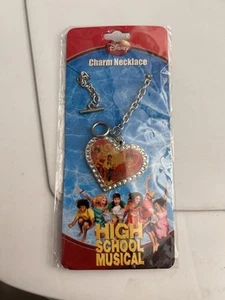 Disney
Charm Necklace
HIGH
SCHOOL
MUSICAL